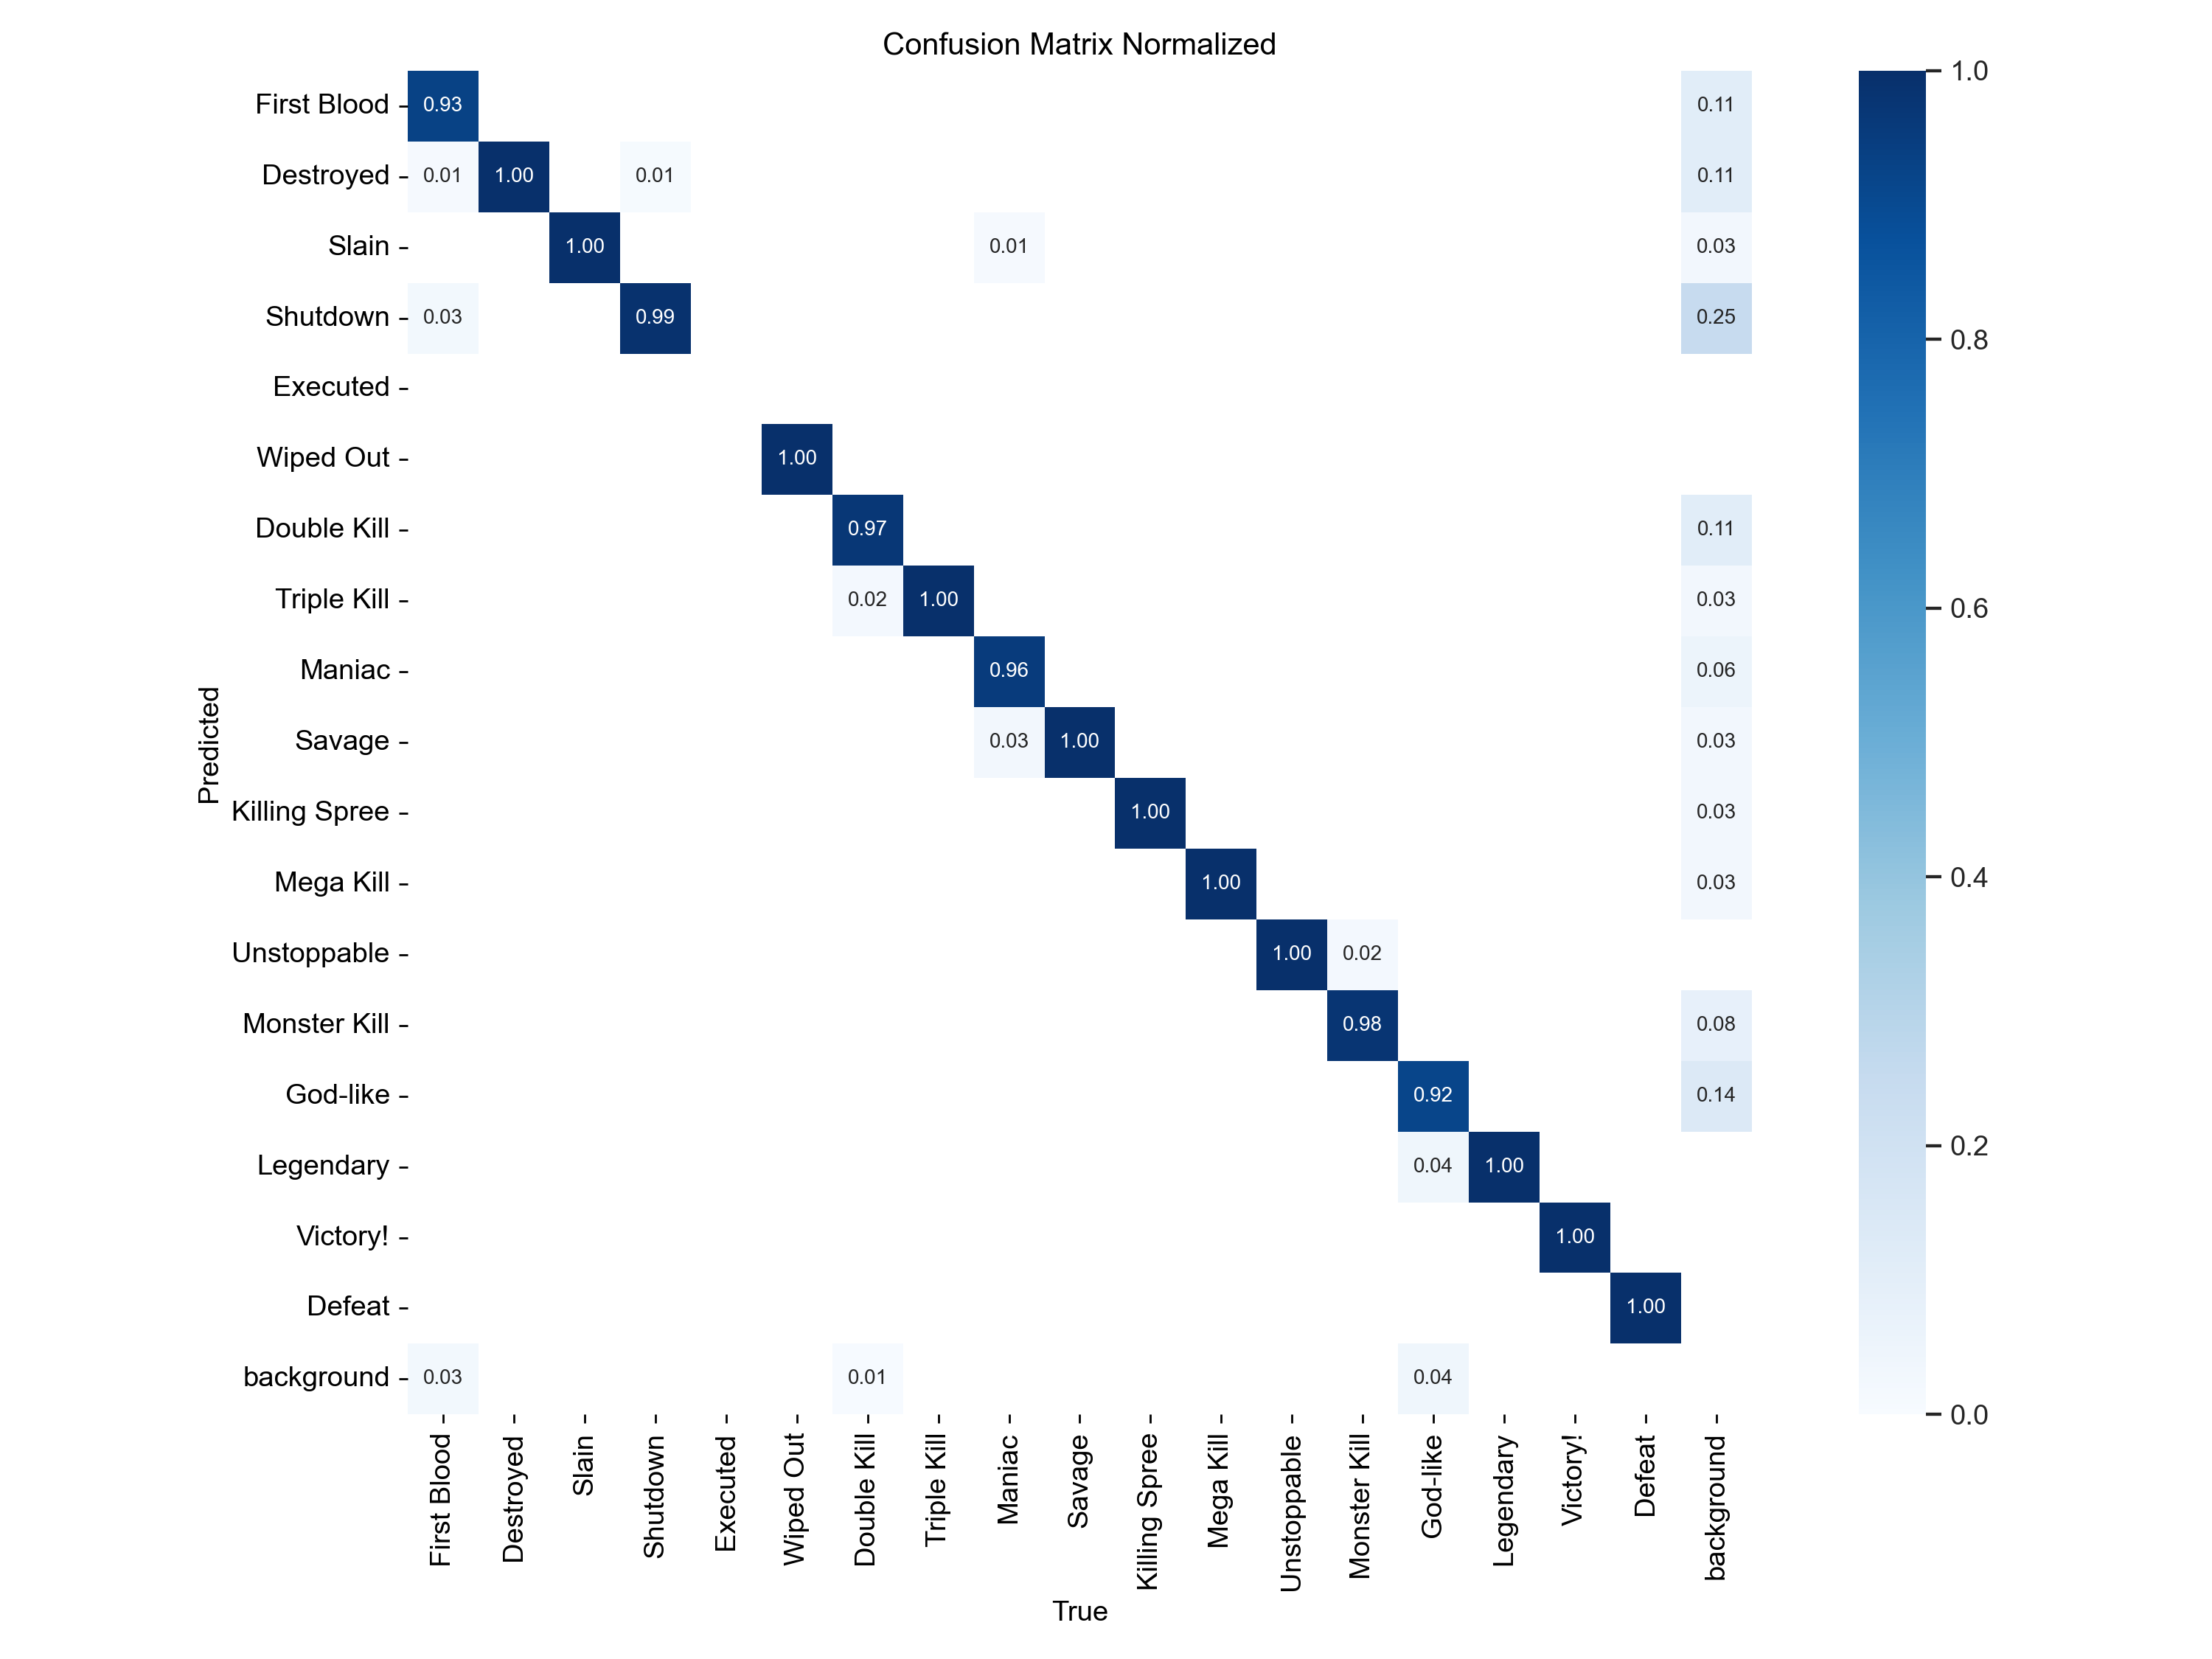 Confusion Matrix Normalized
First Blood 0.93 0.11
Destroyed 0.01 1.00 0.01 0.11
Slain 1.00 0.01 0.03
Shutdown 0.03 0.99 0.25
Executed
Wiped Out 1.00
Double Kill 0.97 0.11
Triple Kill 0.02 1.00 0.03
Maniac 0.96 0.06
Savage 0.03 1.00 0.03
Killing Spree 1.00 0.03
Mega Kill 1.00 0.03
Unstoppable 1.00 0.02
Monster Kill 0.98 0.08
God-like 0.92 0.14
Legendary 0.04 1.00
Victory! 1.00
Defeat 1.00
background 0.03 0.01 0.04
Predicted
First Blood
Destroyed
Slain
Shutdown
Executed
Wiped Out
Double Kill
Triple Kill
Maniac
Savage
Killing Spree
Mega Kill
Unstoppable
Monster Kill
God-like
Legendary
Victory!
Defeat
background
True
1.0
0.8
0.6
0.4
0.2
0.0